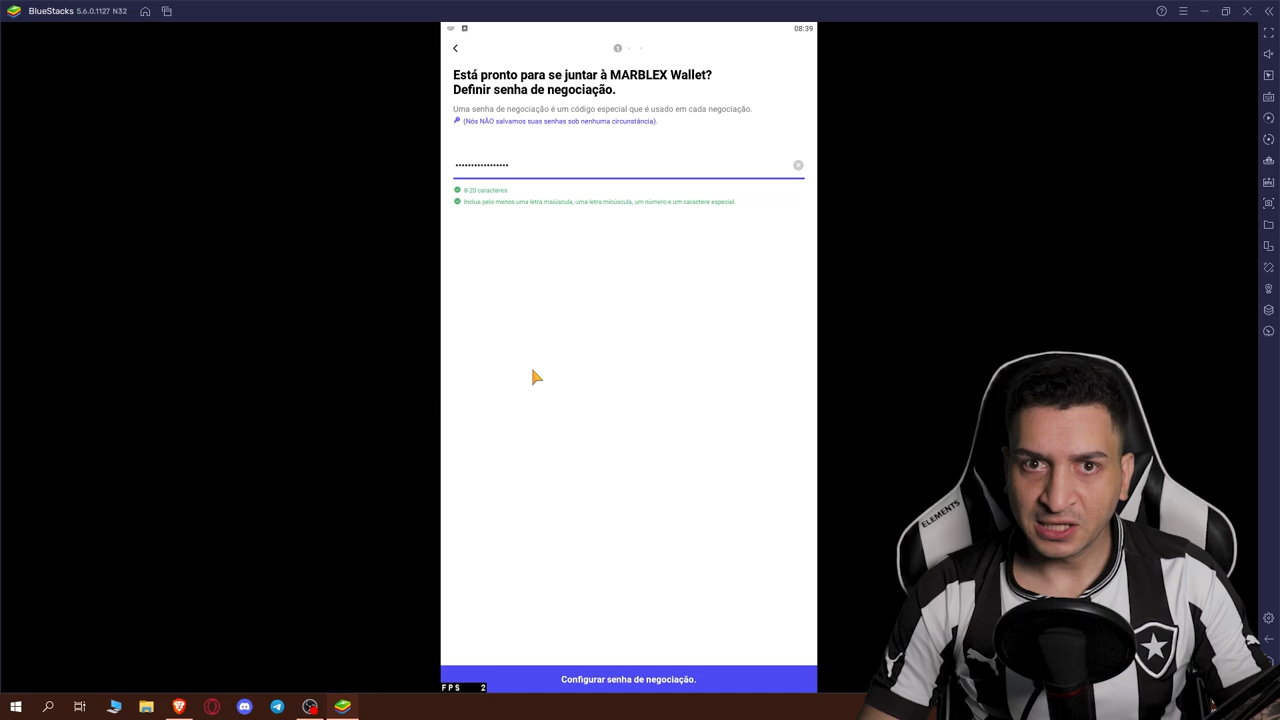 BlueStacks 5.6.0.1127 N32
08:39
1
Está pronto para se juntar à MARBLEX Wallet?
Definir senha de negociação.
Uma senha de negociação é um código especial que é usado em cada negociação.
(Nós NÃO salvamos suas senhas sob nenhuma circunstância).
••••••••••••••••
8-20 caracteres
Inclua pelo menos uma letra maiúscula, uma letra minúscula, um número e um caractere especial.
ELEMENTS
Configurar senha de negociação.
FPS 2